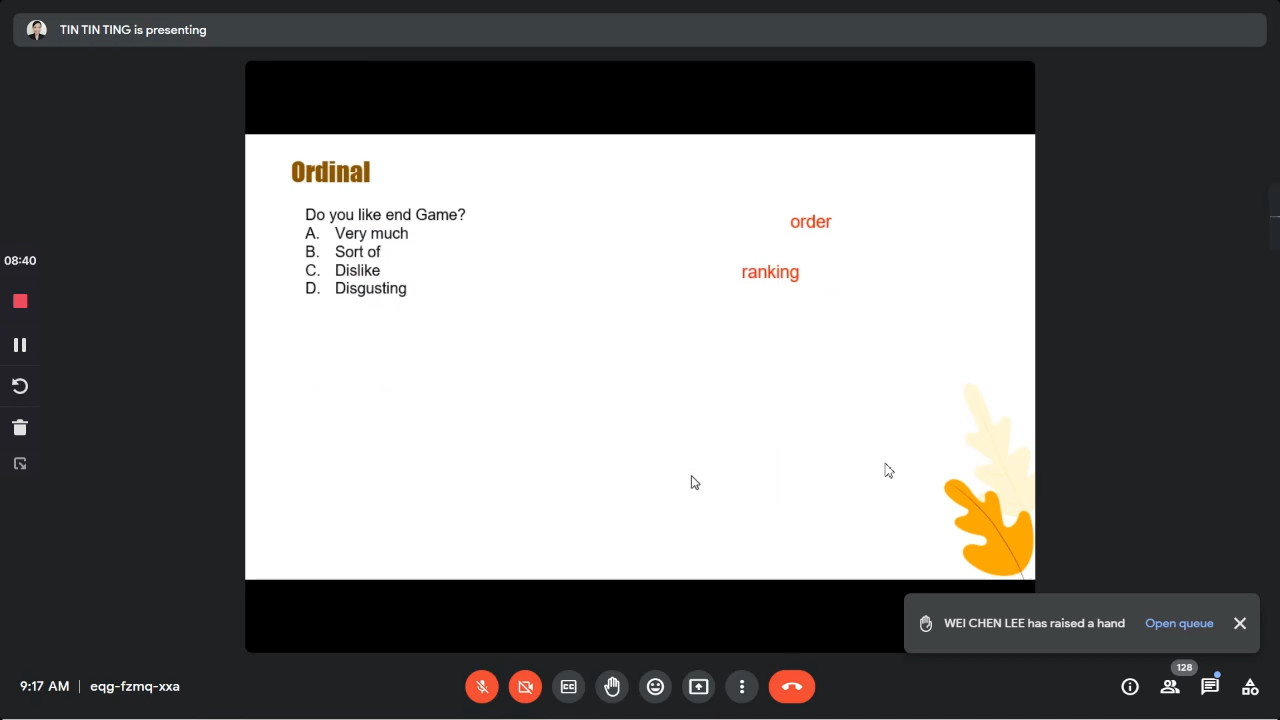 TIN TIN TING is presenting
Ordinal
Do you like end Game?
A. Very much
B. Sort of
C. Dislike
D. Disgusting
order
ranking
08:40
WEI CHEN LEE has raised a hand Open queue
9:17 AM | eqg-fzmq-xxa
128